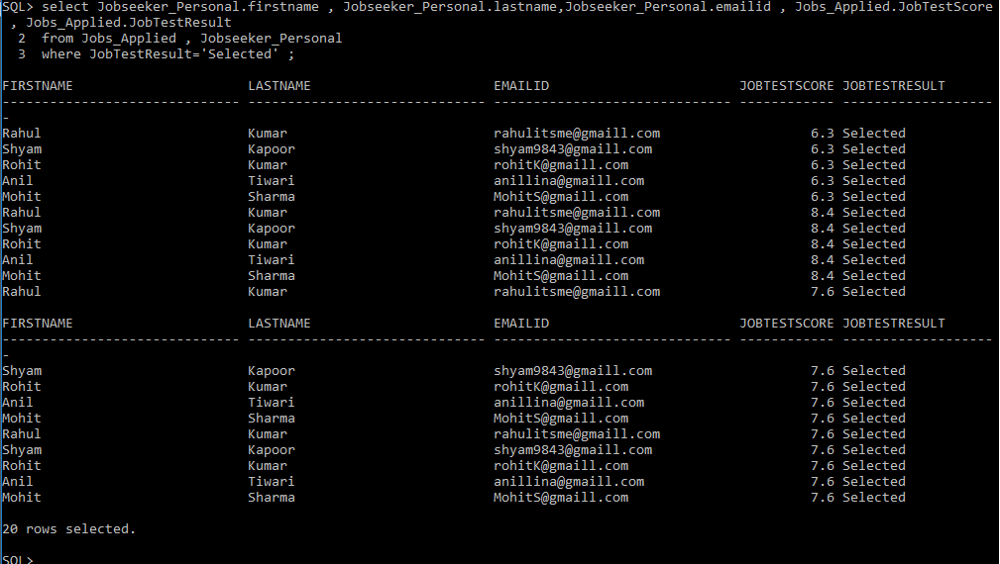 SQL> select Jobseeker_Personal.firstname , Jobseeker_Personal.lastname,Jobseeker_Personal.emailid , Jobs_Applied.JobTestScore
 , Jobs_Applied.JobTestResult
  2  from Jobs_Applied , Jobseeker_Personal
  3  where JobTestResult='Selected' ;
FIRSTNAME                      LASTNAME                       EMAILID                        JOBTESTSCORE JOBTESTRESULT
------------------------------ ------------------------------ ------------------------------ ------------ -------------------
-
Rahul                          Kumar                          rahulitsme@gmaill.com                   6.3 Selected
Shyam                          Kapoor                         shyam9843@gmaill.com                    6.3 Selected
Rohit                          Kumar                          rohitK@gmaill.com                       6.3 Selected
Anil                           Tiwari                         anillina@gmaill.com                     6.3 Selected
Mohit                          Sharma                         MohitS@gmaill.com                       6.3 Selected
Rahul                          Kumar                          rahulitsme@gmaill.com                   8.4 Selected
Shyam                          Kapoor                         shyam9843@gmaill.com                    8.4 Selected
Rohit                          Kumar                          rohitK@gmaill.com                       8.4 Selected
Anil                           Tiwari                         anillina@gmaill.com                     8.4 Selected
Mohit                          Sharma                         MohitS@gmaill.com                       8.4 Selected
Rahul                          Kumar                          rahulitsme@gmaill.com                   7.6 Selected
FIRSTNAME                      LASTNAME                       EMAILID                        JOBTESTSCORE JOBTESTRESULT
------------------------------ ------------------------------ ------------------------------ ------------ -------------------
-
Shyam                          Kapoor                         shyam9843@gmaill.com                    7.6 Selected
Rohit                          Kumar                          rohitK@gmaill.com                       7.6 Selected
Anil                           Tiwari                         anillina@gmaill.com                     7.6 Selected
Mohit                          Sharma                         MohitS@gmaill.com                       7.6 Selected
Rahul                          Kumar                          rahulitsme@gmaill.com                   7.6 Selected
Shyam                          Kapoor                         shyam9843@gmaill.com                    7.6 Selected
Rohit                          Kumar                          rohitK@gmaill.com                       7.6 Selected
Anil                           Tiwari                         anillina@gmaill.com                     7.6 Selected
Mohit                          Sharma                         MohitS@gmaill.com                       7.6 Selected
20 rows selected.
SQL>